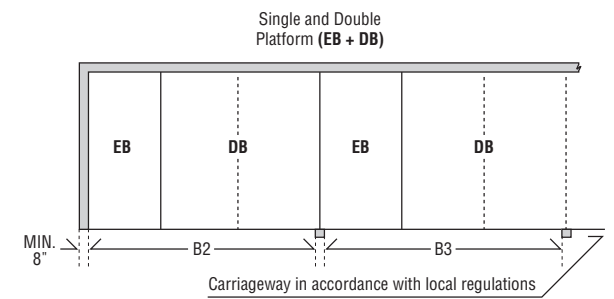 Single and Double
Platform (EB + DB)
EB
DB
EB
DB
MIN.
8"
B2
B3
Carriageway in accordance with local regulations